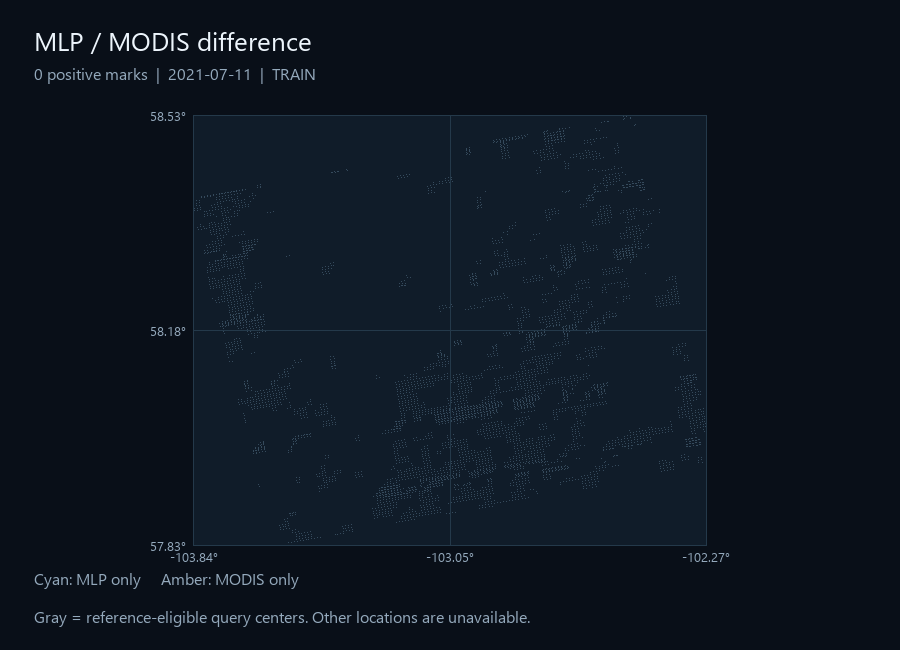 MLP / MODIS difference
0 positive marks | 2021-07-11 | TRAIN
58.53°
58.18°
57.83°
-103.84° -103.05° -102.27°
Cyan: MLP only Amber: MODIS only
Gray = reference-eligible query centers. Other locations are unavailable.